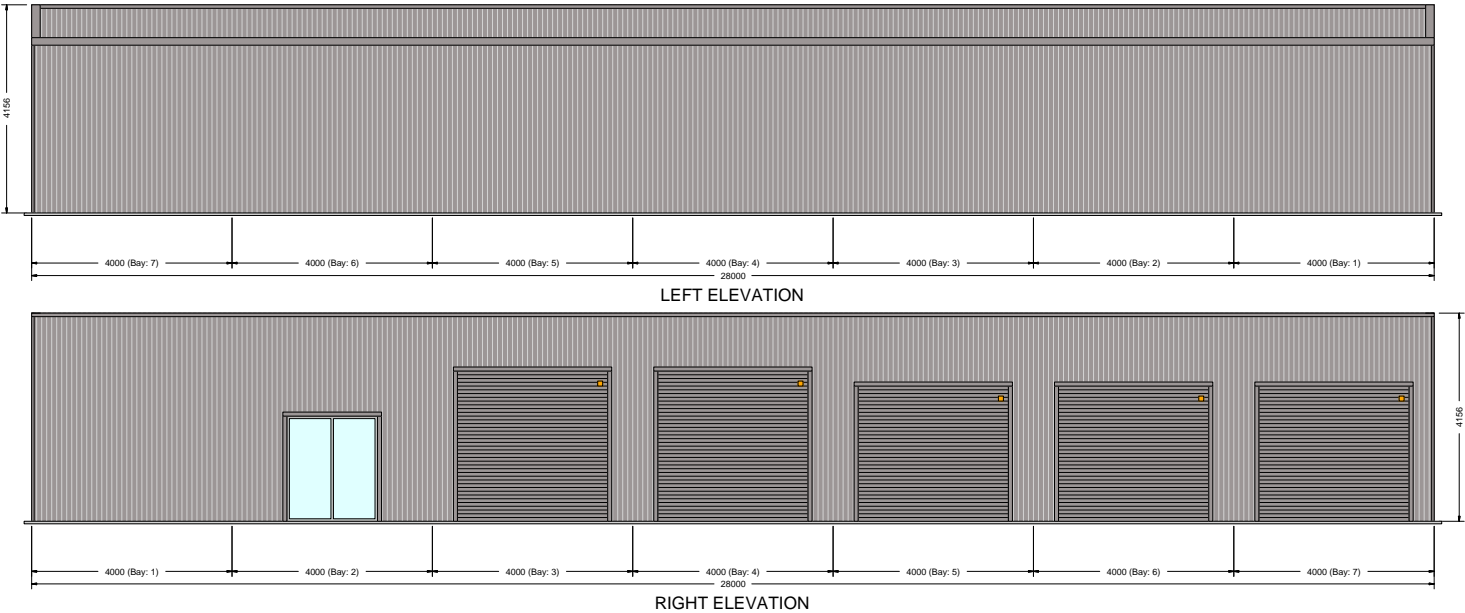 4156
4000 (Bay: 7) 4000 (Bay: 6) 4000 (Bay: 5) 4000 (Bay: 4) 4000 (Bay: 3) 4000 (Bay: 2) 4000 (Bay: 1)
28000
LEFT ELEVATION
4156
4000 (Bay: 1) 4000 (Bay: 2) 4000 (Bay: 3) 4000 (Bay: 4) 4000 (Bay: 5) 4000 (Bay: 6) 4000 (Bay: 7)
28000
RIGHT ELEVATION